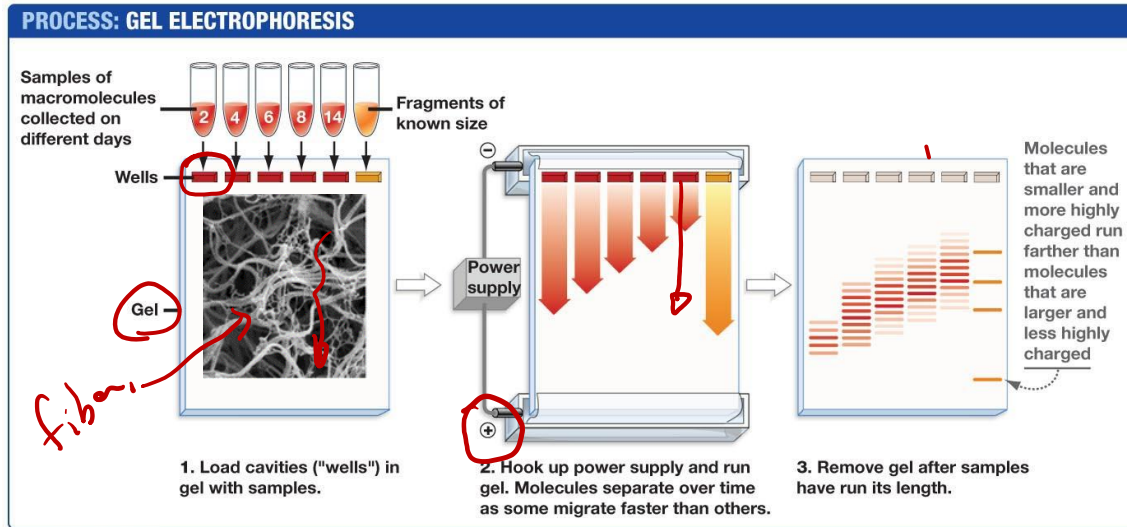 PROCESS: GEL ELECTROPHORESIS
Samples of
macromolecules
collected on
different days
2 4 6 8 14
Fragments of
known size
Wells
Gel
1. Load cavities ("wells") in
gel with samples.
−
Power
supply
+
2. Hook up power supply and run
gel. Molecules separate over time
as some migrate faster than others.
Molecules
that are
smaller and
more highly
charged run
farther than
molecules
that are
larger and
less highly
charged
3. Remove gel after samples
have run its length.